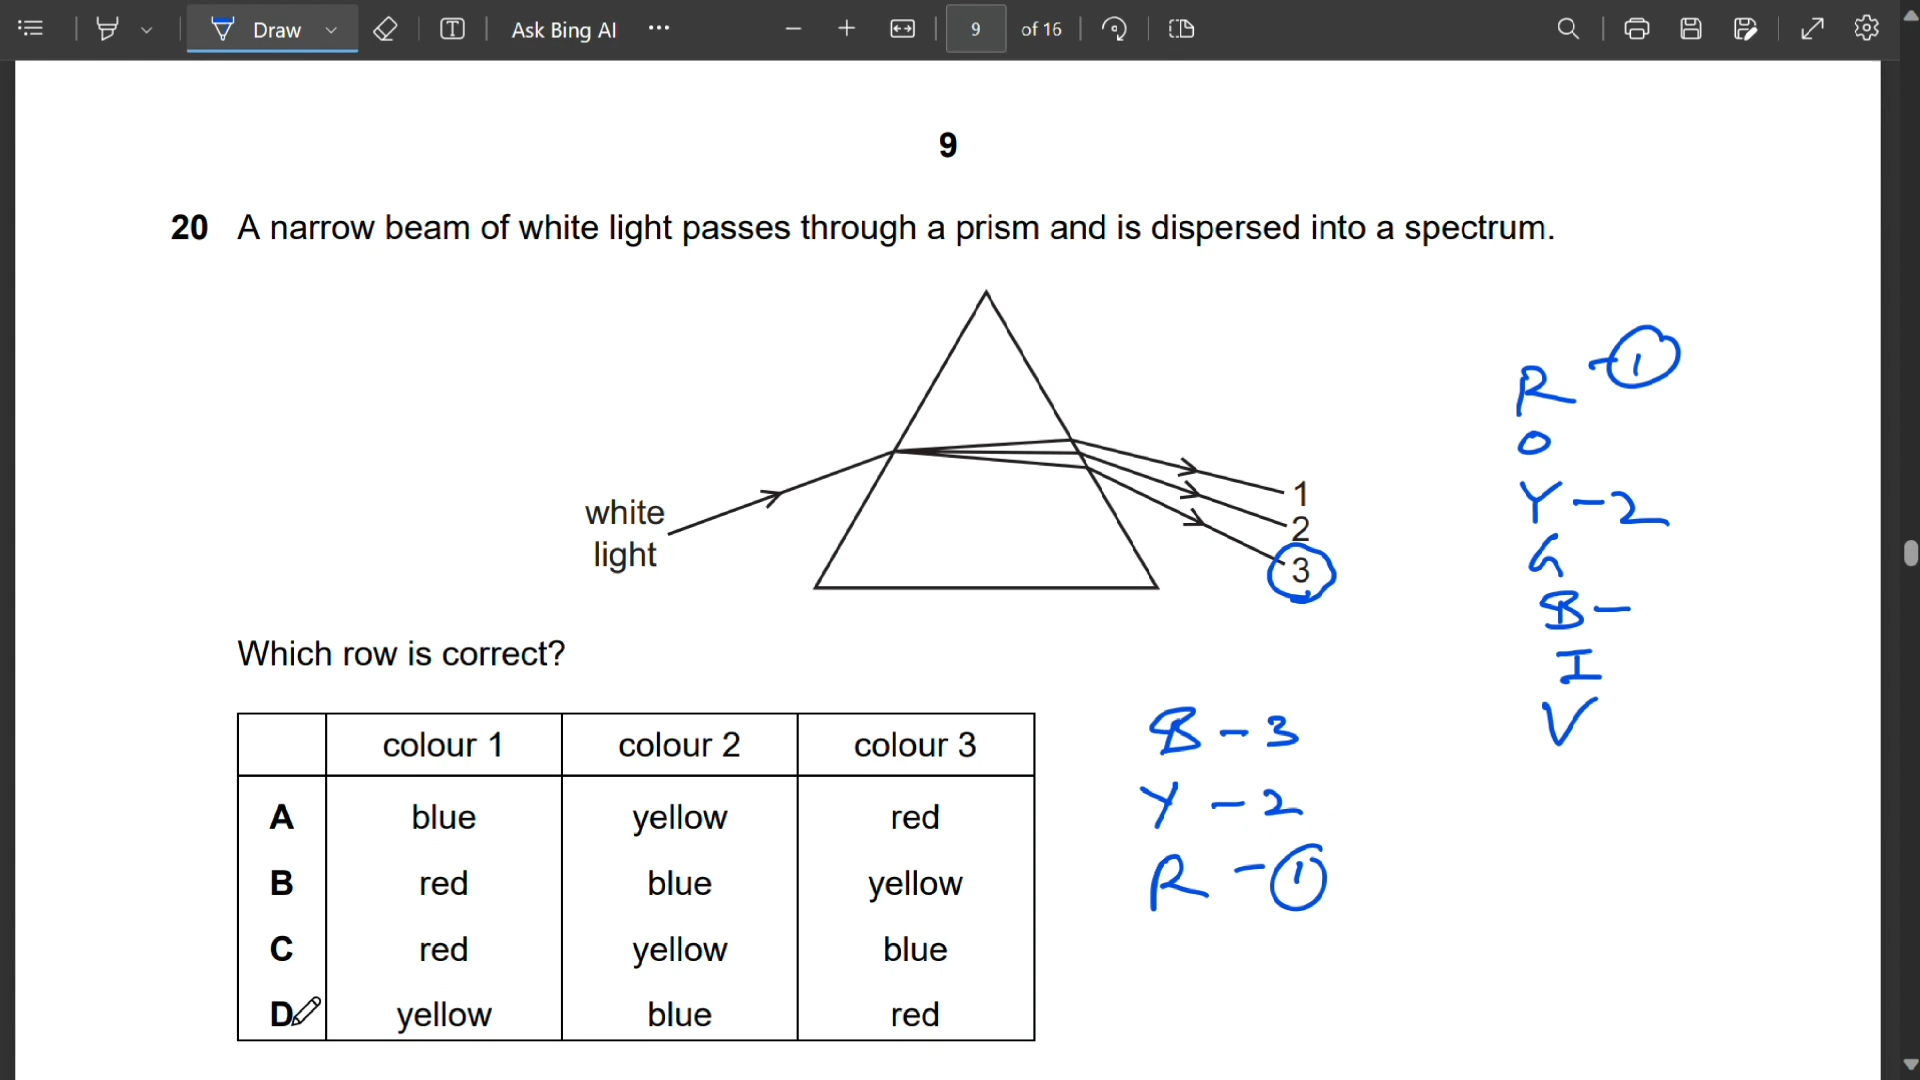 Draw
Ask Bing AI
9
of 16
9
20 A narrow beam of white light passes through a prism and is dispersed into a spectrum.
white
light
1
2
3
R - 1
O
Y - 2
G
B -
I
V
Which row is correct?
colour 1 colour 2 colour 3
A blue yellow red
B red blue yellow
C red yellow blue
D yellow blue red
B - 3
Y - 2
R - 1